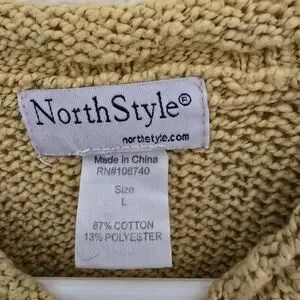 NorthStyle®
northstyle.com
Made in China
RN#106740
Size
L
87% COTTON
13% POLYESTER